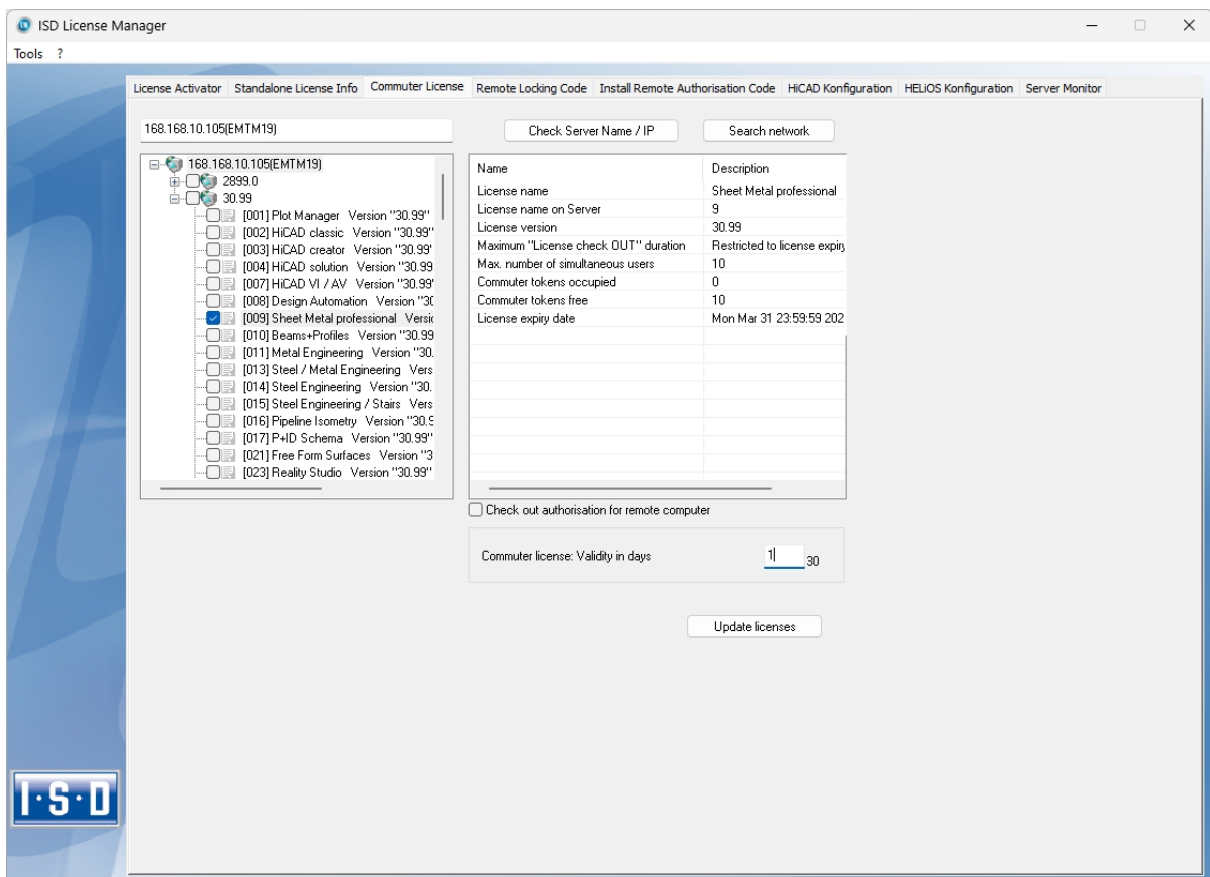 ISD License Manager
Tools ?
License Activator Standalone License Info Commuter License Remote Locking Code Install Remote Authorisation Code HiCAD Konfiguration HELiOS Konfiguration Server Monitor
168.168.10.105(EMTM19)
Check Server Name / IP Search network
168.168.10.105(EMTM19)
2899.0
30.99
[001] Plot Manager Version "30.99"
[002] HiCAD classic Version "30.99"
[003] HiCAD creator Version "30.99'
[004] HiCAD solution Version "30.99
[007] HiCAD VI / AV Version "30.99'
[008] Design Automation Version "30
[009] Sheet Metal professional Versio
[010] Beams+Profiles Version "30.99
[011] Metal Engineering Version "30.
[013] Steel / Metal Engineering Vers
[014] Steel Engineering Version "30.
[015] Steel Engineering / Stairs Vers
[016] Pipeline Isometry Version "30.9
[017] P+ID Schema Version "30.99"
[021] Free Form Surfaces Version "3
[023] Reality Studio Version "30.99"
Name Description
License name Sheet Metal professional
License name on Server 9
License version 30.99
Maximum "License check OUT" duration Restricted to license expiry
Max. number of simultaneous users 10
Commuter tokens occupied 0
Commuter tokens free 10
License expiry date Mon Mar 31 23:59:59 202
Check out authorisation for remote computer
Commuter license: Validity in days 1 30
Update licenses
I·S·D